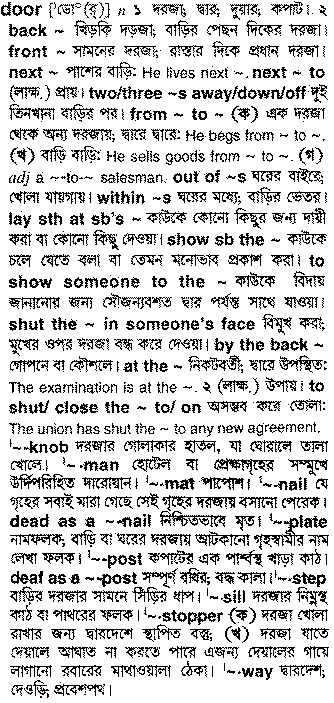 door [ডো°(র্)] n ১ দরজা; দ্বার; দুয়ার; কপাট। ২
back ~ খিড়কি দড়জা, বাড়ির পেছন দিকের দরজা।
front ~ সামনের দরজা; রাস্তার দিকে প্রধান দরজা।
next ~ পাশের বাড়ি: He lives next ~. next ~ to
(লাক্ষ.) প্রায়। two/three ~s away/down/off দুই
তিনখানা বাড়ির পর। from ~ to ~ (ক) এক দরজা
থেকে অন্য দরজায়; দ্বারে দ্বারে: He begs from ~ to ~.
(খ) বাড়ি বাড়ি: He sells goods from ~ to ~. (গ)
adj a ~-to-~ salesman. out of ~s ঘরের বাইরে;
খোলা যায়গায়। within ~s ঘরের মধ্যে, বাড়ির ভেতর।
lay sth at sb's ~ কাউকে কোনো কিছুর জন্য দায়ী
করা বা কোনো কিছু দেওয়া। show sb the ~ কাউকে
চলে যেতে বলা বা তেমন মনোভাব প্রকাশ করা। to
show someone to the ~ কাউকে বিদায়
জানানোর জন্য সৌজন্যবশত দ্বার পর্যন্ত সাথে যাওয়া।
shut the ~ in someone's face বিমুখ করা;
মুখের ওপর দরজা বন্ধ করে দেওয়া। by the back ~
গোপনে বা কৌশলে। at the ~ নিকটবর্তী; দ্বারে উপস্থিত:
The examination is at the ~. ২ (লাক্ষ.) উপায়। to
shut/ close the ~ to/ on অসম্ভব করে তোলা:
The union has shut the ~ to any new agreement.
'~-knob দরজার গোলাকার হাতল, যা ঘোরালে তালা
খোলে। '~-man হোটেল বা প্রেক্ষাগৃহের সম্মুখে
উর্দিপরিহিত দারোয়ান। '~-mat পাপোশ। '~-nail যে
গৃহের সবাই মারা গেছে সেই গৃহের দরজায় বসানো পেরেক।
dead as a ~-nail নিশ্চিতভাবে মৃত। '~-plate
নামফলক; বাড়ি বা ঘরের দরজায় আটকানো গৃহস্বামীর নাম
লেখা ফলক। '~-post কপাটের এক পার্শ্বস্থ খাড়া কাঠ।
deaf as a ~-post সম্পূর্ণ বধির; বদ্ধ কালা। '~-step
বাড়ির দরজার সামনে সিঁড়ির ধাপ। '~-sill দরজার নিম্নস্থ
কাঠ বা পাথরের ফলক। '~-stopper (ক) দরজা খোলা
রাখার জন্য দ্বারদেশে স্থাপিত বস্তু; (খ) দরজা যাতে
দেয়ালে আঘাত না করতে পারে এজন্য দেয়ালের গায়ে
লাগানো রবারের মাথাওয়ালা ঠেকা। '~-way দ্বারদেশ;
দেওড়ি; প্রবেশপথ।